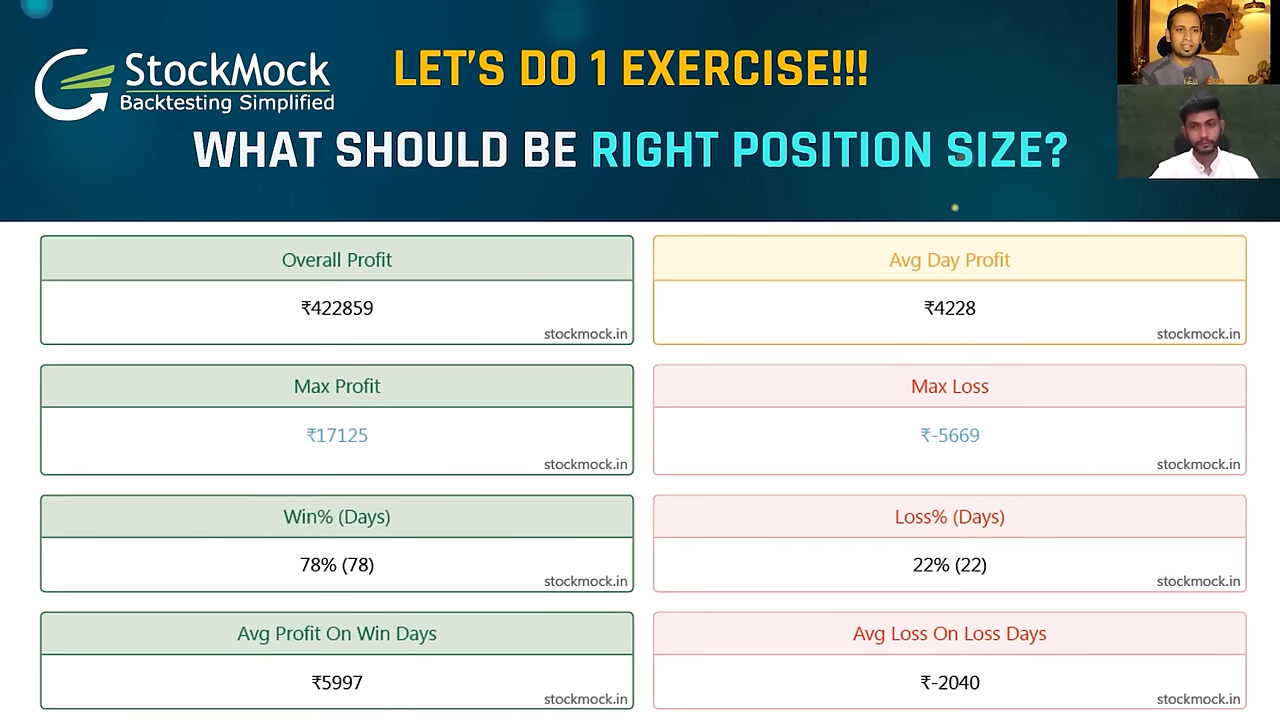 StockMock
Backtesting Simplified
LET'S DO 1 EXERCISE!!!
WHAT SHOULD BE RIGHT POSITION SIZE?
Overall Profit
₹422859
stockmock.in
Avg Day Profit
₹4228
stockmock.in
Max Profit
₹17125
stockmock.in
Max Loss
₹-5669
stockmock.in
Win% (Days)
78% (78)
stockmock.in
Loss% (Days)
22% (22)
stockmock.in
Avg Profit On Win Days
₹5997
stockmock.in
Avg Loss On Loss Days
₹-2040
stockmock.in